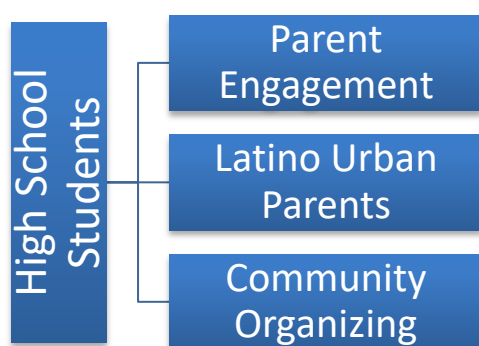 High School
Students
Parent
Engagement
Latino Urban
Parents
Community
Organizing